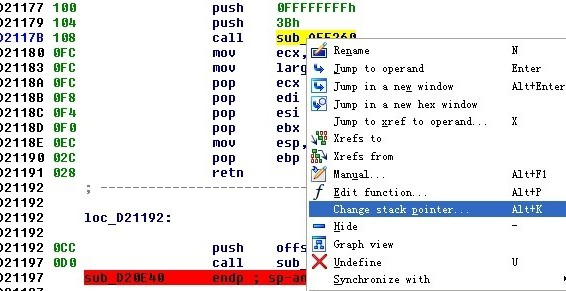 D21177 100 push 0FFFFFFFFh
D21179 104 push 3Bh
D2117B 108 call
D21180 0FC mov ecx,
D21183 0FC mov larg
D2118A 0FC pop ecx
D2118B 0F8 pop edi
D2118C 0F4 pop esi
D2118D 0F0 pop ebx
D2118E 0EC mov esp,
D21190 02C pop ebp
D21191 028 retn
D21192 ; ---------------------
D21192
D21192 loc_D21192:
D21192
D21192 0CC push offs
D21197 0D0 call sub_
D21197 sub_D20E40 endp ; sp-an
D21197
Rename N
Jump to operand Enter
Jump in a new window Alt+Enter
Jump in a new hex window
Jump to xref to operand... X
Xrefs to
Xrefs from
Manual... Alt+F1
Edit function... Alt+P
Change stack pointer... Alt+K
Hide -
Graph view
Undefine U
Synchronize with